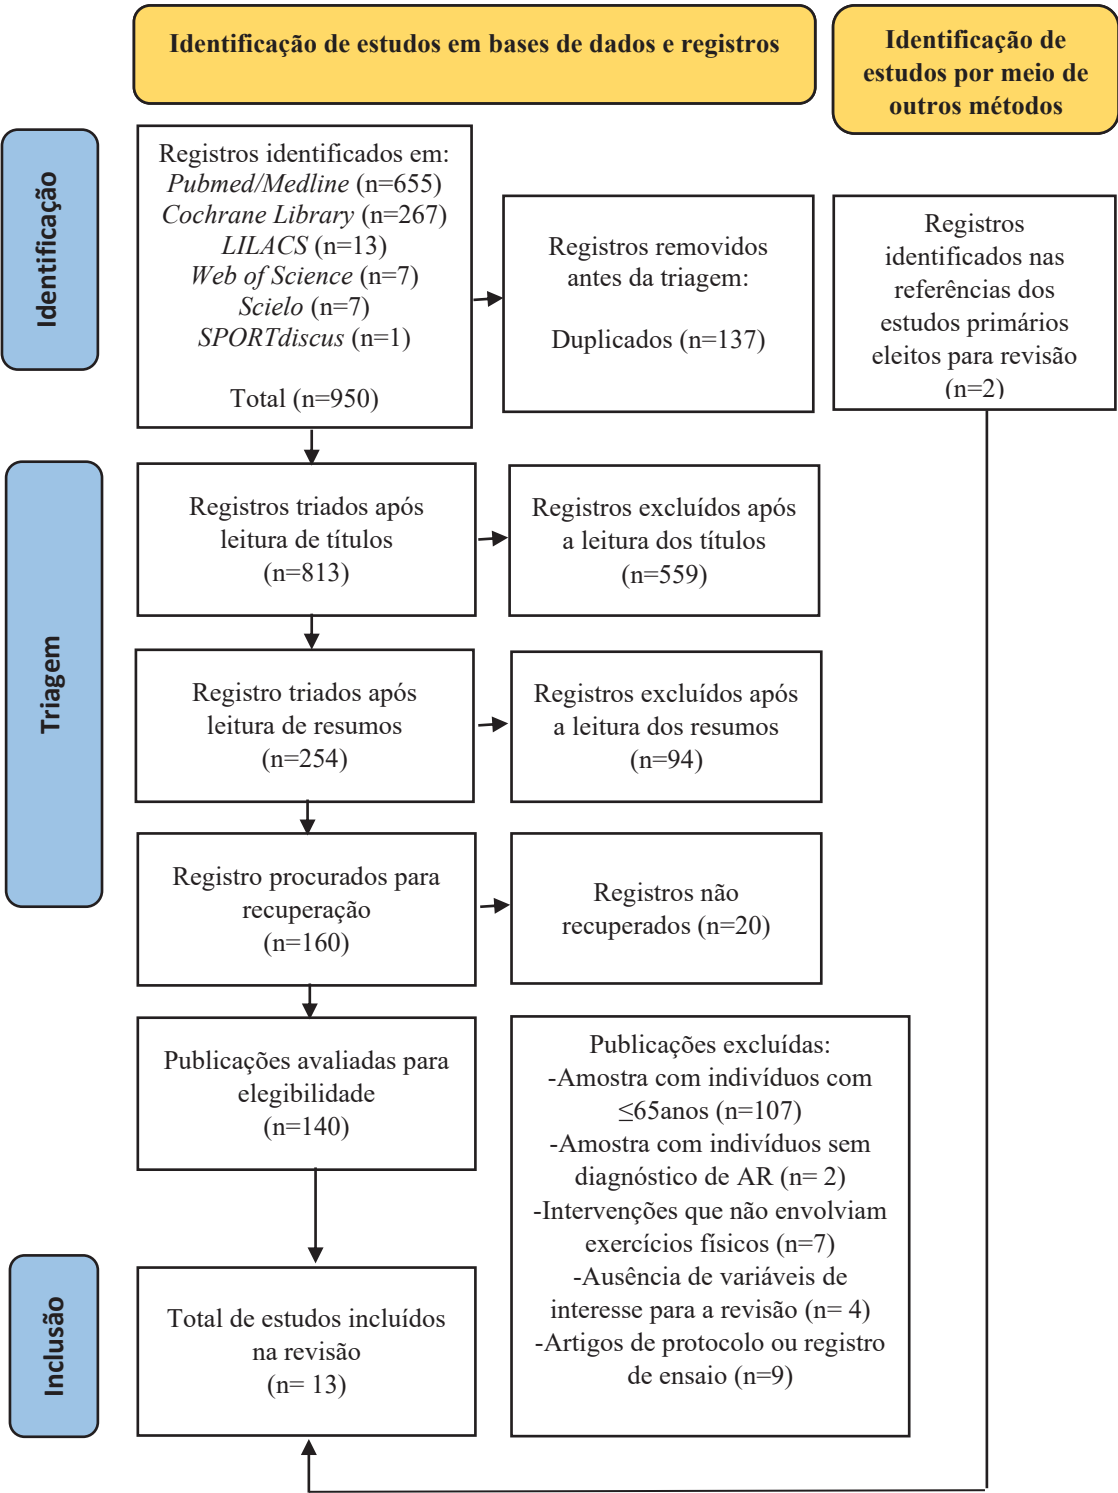 Identificação de estudos em bases de dados e registros
Identificação de
estudos por meio de
outros métodos
Identificação
Registros identificados em:
Pubmed/Medline (n=655)
Cochrane Library (n=267)
LILACS (n=13)
Web of Science (n=7)
Scielo (n=7)
SPORTdiscus (n=1)
Total (n=950)
Registros removidos
antes da triagem:
Duplicados (n=137)
Registros
identificados nas
referências dos
estudos primários
eleitos para revisão
(n=2)
Triagem
Registros triados após
leitura de títulos
(n=813)
Registros excluídos após
a leitura dos títulos
(n=559)
Registro triados após
leitura de resumos
(n=254)
Registros excluídos após
a leitura dos resumos
(n=94)
Registro procurados para
recuperação
(n=160)
Registros não
recuperados (n=20)
Publicações avaliadas para
elegibilidade
(n=140)
Publicações excluídas:
-Amostra com indivíduos com
≤65anos (n=107)
-Amostra com indivíduos sem
diagnóstico de AR (n= 2)
-Intervenções que não envolviam
exercícios físicos (n=7)
-Ausência de variáveis de
interesse para a revisão (n= 4)
-Artigos de protocolo ou registro
de ensaio (n=9)
Inclusão
Total de estudos incluídos
na revisão
(n= 13)